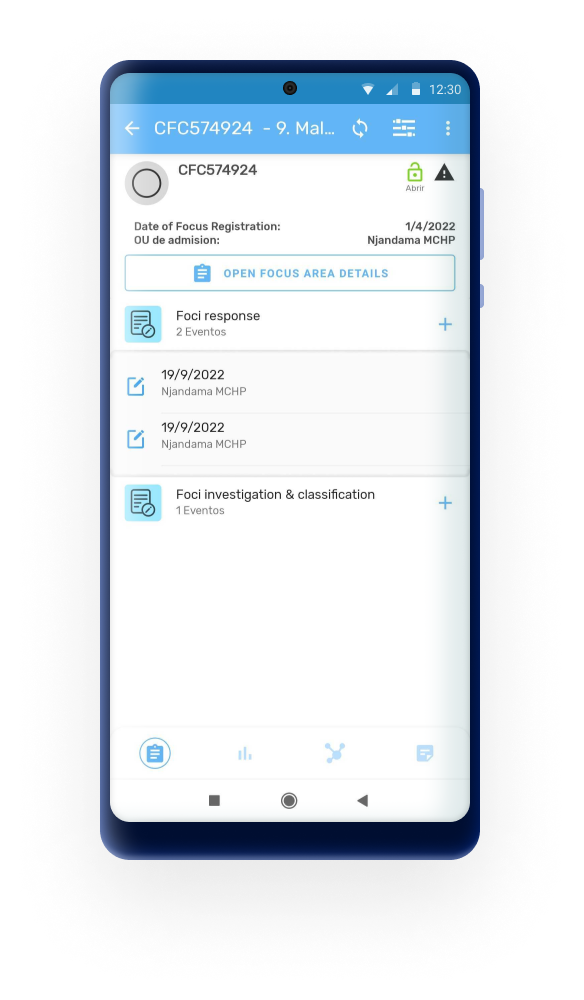 12:30
CFC574924 - 9. Mal...
CFC574924
Abrir
Date of Focus Registration: 1/4/2022
OU de admision: Njandama MCHP
OPEN FOCUS AREA DETAILS
Foci response
2 Eventos
19/9/2022
Njandama MCHP
19/9/2022
Njandama MCHP
Foci investigation & classification
1 Eventos